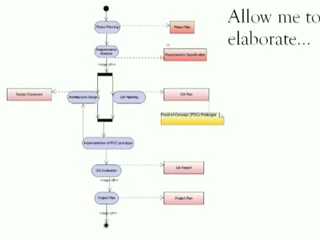 Allow me to
elaborate...
Phase Planning
Phase Plan
Requirements
Analysis
Requirements Specification
Design Document
Architecture Design
QA Planning
QA Plan
Proof-of-Concept (POC) Prototype
Implementation of POC prototype
QA Evaluation
QA Report
Project Plan
Project Plan